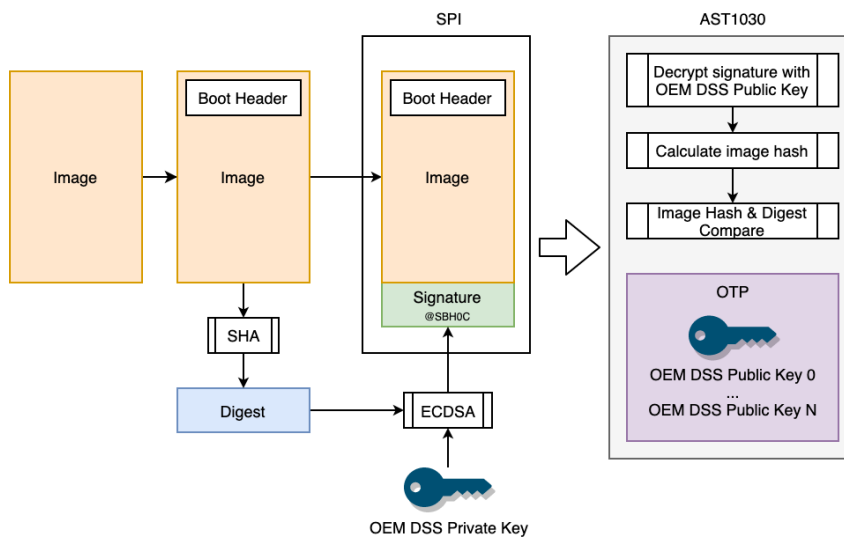 SPI
AST1030
Image
Boot Header
Image
Boot Header
Image
Signature
@SBH0C
SHA
Digest
ECDSA
OEM DSS Private Key
Decrypt signature with
OEM DSS Public Key
Calculate image hash
Image Hash & Digest
Compare
OTP
OEM DSS Public Key 0
...
OEM DSS Public Key N